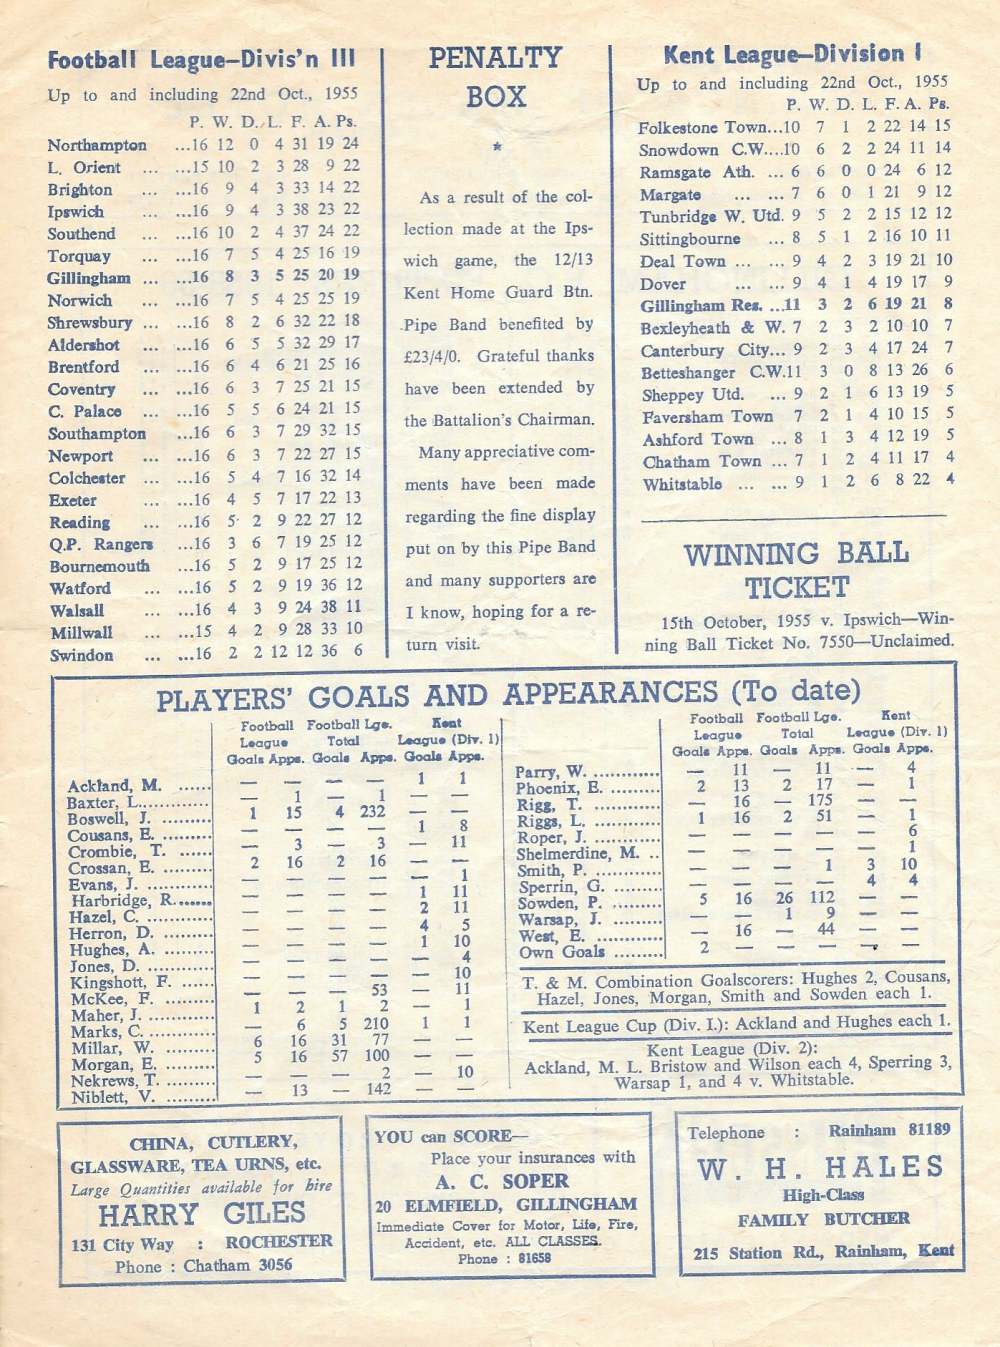 Football League—Divis'n III
Up to and including 22nd Oct., 1955
P. W. D. L. F. A. Ps.
Northampton ...16 12 0 4 31 19 24
L. Orient ... ...15 10 2 3 28 9 22
Brighton ... ...16 9 4 3 33 14 22
Ipswich ... ...16 9 4 3 38 23 22
Southend ... ...16 10 2 4 37 24 22
Torquay ... ...16 7 5 4 25 16 19
Gillingham ... ...16 8 3 5 25 20 19
Norwich ... ...16 7 5 4 25 25 19
Shrewsbury ... ...16 8 2 6 32 22 18
Aldershot ... ...16 6 5 5 32 29 17
Brentford ... ...16 6 4 6 21 25 16
Coventry ... ...16 6 3 7 25 21 15
C. Palace ... ...16 5 5 6 24 21 15
Southampton ...16 6 3 7 29 32 15
Newport ... ...16 6 3 7 22 27 15
Colchester ... ...16 5 4 7 16 32 14
Exeter ... ...16 4 5 7 17 22 13
Reading ... ...16 5 2 9 22 27 12
Q.P. Rangers ...16 3 6 7 19 25 12
Bournemouth ...16 5 2 9 17 25 12
Watford ... ...16 5 2 9 19 36 12
Walsall ... ...16 4 3 9 24 38 11
Millwall ... ...15 4 2 9 28 33 10
Swindon ... ...16 2 2 12 12 36 6
PENALTY
BOX
★
As a result of the col-
lection made at the Ips-
wich game, the 12/13
Kent Home Guard Btn.
Pipe Band benefited by
£23/4/0. Grateful thanks
have been extended by
the Battalion's Chairman.
Many appreciative com-
ments have been made
regarding the fine display
put on by this Pipe Band
and many supporters are
I know, hoping for a re-
turn visit.
Kent League—Division I
Up to and including 22nd Oct., 1955
P. W. D. L. F. A. Ps.
Folkestone Town...10 7 1 2 22 14 15
Snowdown C.W....10 6 2 2 24 11 14
Ramsgate Ath. ... 6 6 0 0 24 6 12
Margate ... ... 7 6 0 1 21 9 12
Tunbridge W. Utd. 9 5 2 2 15 12 12
Sittingbourne ... 8 5 1 2 16 10 11
Deal Town ... ... 9 4 2 3 19 21 10
Dover ... ... 9 4 1 4 19 17 9
Gillingham Res. ...11 3 2 6 19 21 8
Bexleyheath & W. 7 2 3 2 10 10 7
Canterbury City... 9 2 3 4 17 24 7
Betteshanger C.W.11 3 0 8 13 26 6
Sheppey Utd. ... 9 2 1 6 13 19 5
Faversham Town 7 2 1 4 10 15 5
Ashford Town ... 8 1 3 4 12 19 5
Chatham Town ... 7 1 2 4 11 17 4
Whitstable ... ... 9 1 2 6 8 22 4
WINNING BALL
TICKET
15th October, 1955 v. Ipswich—Win-
ning Ball Ticket No. 7550—Unclaimed.
PLAYERS' GOALS AND APPEARANCES (To date)
Football Football Lge. Kent
League Total League (Div. 1)
Goals Apps. Goals Apps. Goals Apps.
Ackland, M. ...... — — — — 1 1
Baxter, L............. — 1 — 1 — —
Boswell, J. ......... 1 15 4 232 — —
Cousans, E. ......... — — — — 1 8
Crombie, T. ...... — 3 — 3 — 11
Crossan, E. ......... 2 16 2 16 — —
Evans, J. ............ — — — — — 1
Harbridge, R....... — — — — 1 11
Hazel, C. ............ — — — — 2 11
Herron, D. ......... — — — — 4 5
Hughes, A. ......... — — — — 1 10
Jones, D. ............ — — — — — 4
Kingshott, F. ...... — — — — — 10
McKee, F. ......... — — — 53 — 11
Maher, J. ............ 1 2 1 2 — 1
Marks, C. ............ — 6 5 210 1 1
Millar, W. ......... 6 16 31 77 — —
Morgan, E. ......... 5 16 57 100 — —
Nekrews, T. ......... — — — 2 — 10
Niblett, V. ......... — 13 — 142 — —
Football Football Lge. Kent
League Total League (Div. 1)
Goals Apps. Goals Apps. Goals Apps.
Parry, W. ............ — 11 — 11 — 4
Phoenix, E. ......... 2 13 2 17 — 1
Rigg, T. ............ — 16 — 175 — —
Riggs, L. ............ 1 16 2 51 — 1
Roper, J. ............ — — — — — 6
Shelmerdine, M. .. — — — — — 1
Smith, P. ............ — — — 1 3 10
Sperrin, G. ......... — — — — 4 4
Sowden, P. ......... 5 16 26 112 — —
Warsap, J. ......... — — 1 9 — —
West, E. ............ — 16 — 44 — —
Own Goals ......... 2 — — — — —
T. & M. Combination Goalscorers: Hughes 2, Cousans,
Hazel, Jones, Morgan, Smith and Sowden each 1.
Kent League Cup (Div. I.): Ackland and Hughes each 1.
Kent League (Div. 2):
Ackland, M. L. Bristow and Wilson each 4, Sperring 3,
Warsap 1, and 4 v. Whitstable.
CHINA, CUTLERY,
GLASSWARE, TEA URNS, etc.
Large Quantities available for hire
HARRY GILES
131 City Way : ROCHESTER
Phone : Chatham 3056
YOU can SCORE—
Place your insurances with
A. C. SOPER
20 ELMFIELD, GILLINGHAM
Immediate Cover for Motor, Life, Fire,
Accident, etc. ALL CLASSES.
Phone : 81658
Telephone : Rainham 81189
W. H. HALES
High-Class
FAMILY BUTCHER
215 Station Rd., Rainham, Kent